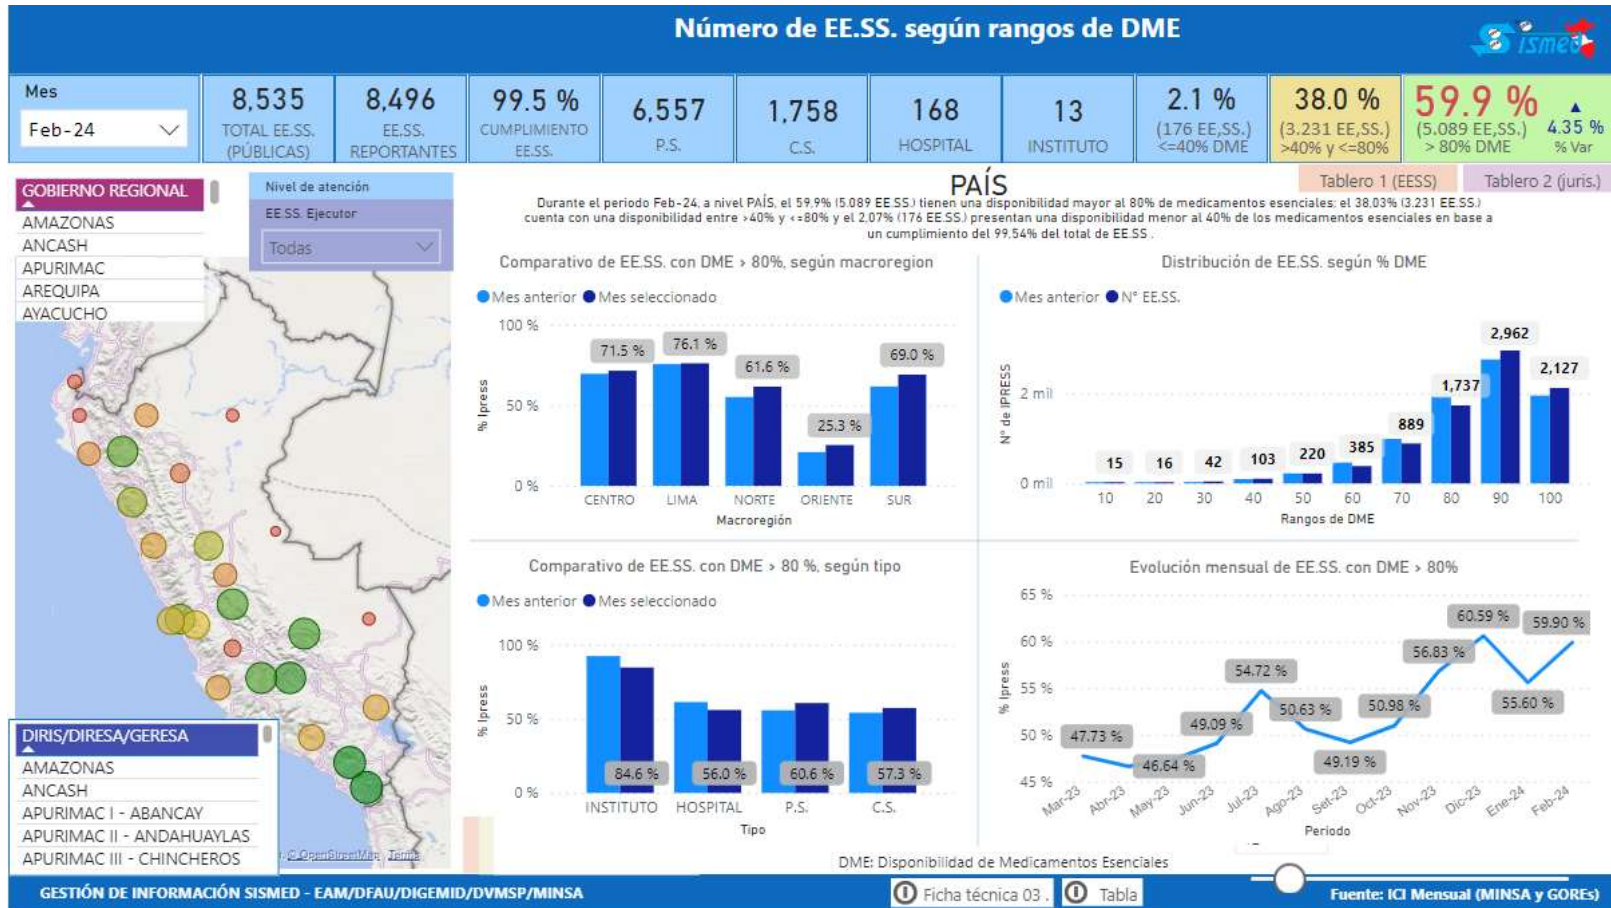 Número de EE.SS. según rangos de DME
sismed
Mes
Feb-24
8,535
TOTAL EE.SS.
(PÚBLICAS)
8,496
EE.SS.
REPORTANTES
99.5 %
CUMPLIMIENTO
EE.SS.
6,557
P.S.
1,758
C.S.
168
HOSPITAL
13
INSTITUTO
2.1 %
(176 EE,SS.)
<=40% DME
38.0 %
(3.231 EE,SS.)
>40% y <=80%
59.9 %
(5.089 EE,SS.)
> 80% DME
4.35 %
% Var
GOBIERNO REGIONAL
AMAZONAS
ANCASH
APURIMAC
AREQUIPA
AYACUCHO
Nivel de atención
EE.SS. Ejecutor
Todas
PAÍS
Tablero 1 (EESS)
Tablero 2 (juris.)
Durante el periodo Feb-24, a nivel PAÍS, el 59,9% (5.089 EE.SS.) tienen una disponibilidad mayor al 80% de medicamentos esenciales; el 38,03% (3.231 EE.SS.)
cuenta con una disponibilidad entre >40% y <=80% y el 2,07% (176 EE.SS.) presentan una disponibilidad menor al 40% de los medicamentos esenciales en base a
un cumplimiento del 99,54% del total de EE.SS .
Comparativo de EE.SS. con DME > 80%, según macroregion
Mes anterior
Mes seleccionado
100 %
50 %
0 %
% Ipress
71.5 %
76.1 %
61.6 %
25.3 %
69.0 %
CENTRO
LIMA
NORTE
ORIENTE
SUR
Macroregión
Distribución de EE.SS. según % DME
Mes anterior
N° EE.SS.
2 mil
0 mil
N° de IPRESS
15
16
42
103
220
385
889
1,737
2,962
2,127
10
20
30
40
50
60
70
80
90
100
Rangos de DME
Comparativo de EE.SS. con DME > 80 %, según tipo
Mes anterior
Mes seleccionado
100 %
50 %
0 %
% Ipress
84.6 %
56.0 %
60.6 %
57.3 %
INSTITUTO
HOSPITAL
P.S.
C.S.
Tipo
Evolución mensual de EE.SS. con DME > 80%
65 %
60 %
55 %
50 %
45 %
% Ipress
47.73 %
46.64 %
49.09 %
54.72 %
50.63 %
49.19 %
50.98 %
56.83 %
60.59 %
55.60 %
59.90 %
Mar-23
Abr-23
May-23
Jun-23
Jul-23
Ago-23
Set-23
Oct-23
Nov-23
Dic-23
Ene-24
Feb-24
Periodo
DIRIS/DIRESA/GERESA
AMAZONAS
ANCASH
APURIMAC I - ABANCAY
APURIMAC II - ANDAHUAYLAS
APURIMAC III - CHINCHEROS
© OpenStreetMap Terms
DME: Disponibilidad de Medicamentos Esenciales
GESTIÓN DE INFORMACIÓN SISMED - EAM/DFAU/DIGEMID/DVMSP/MINSA
Ficha técnica 03 .
Tabla
Fuente: ICI Mensual (MINSA y GOREs)